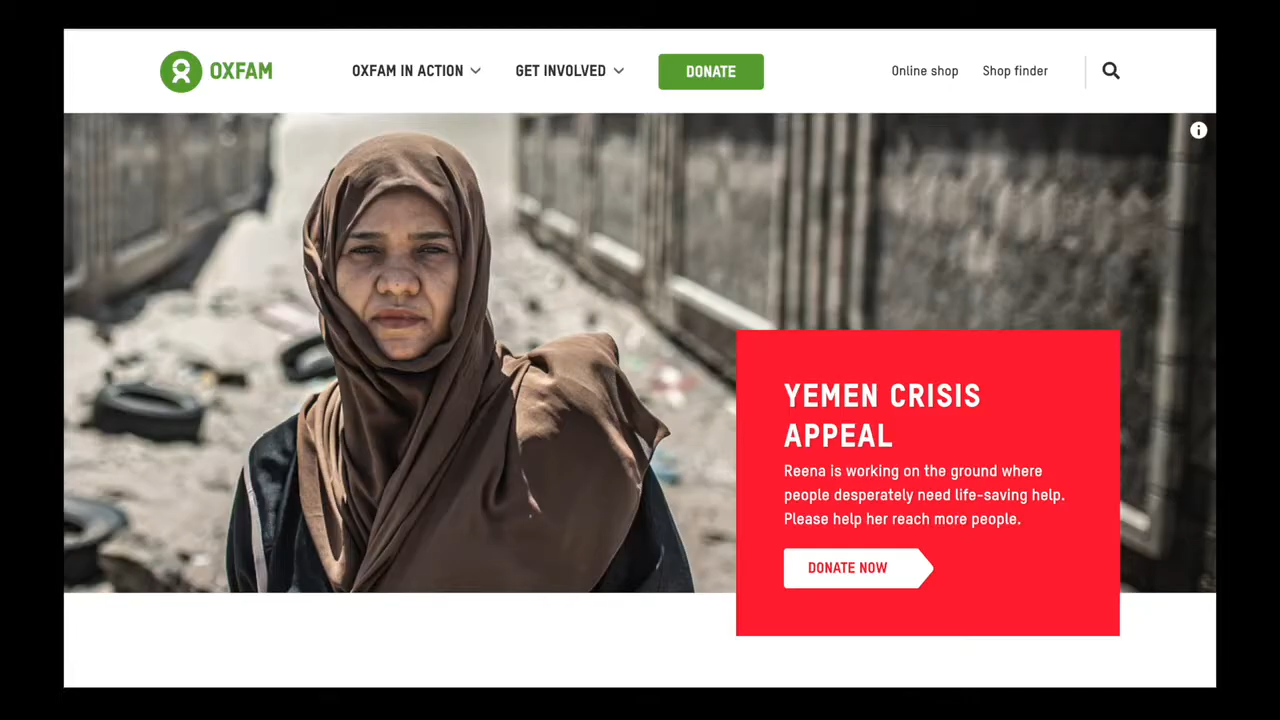 OXFAM
OXFAM IN ACTION
GET INVOLVED
DONATE
Online shop
Shop finder
YEMEN CRISIS
APPEAL
Reena is working on the ground where
people desperately need life-saving help.
Please help her reach more people.
DONATE NOW